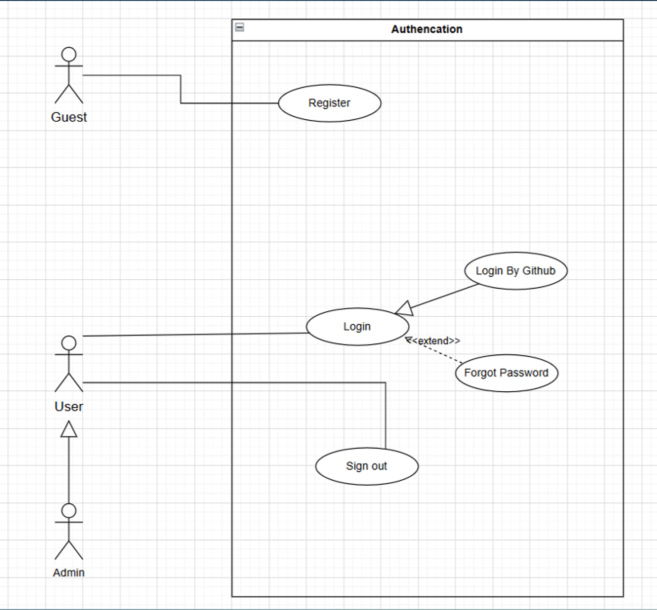 Authencation
Guest
Register
Login By Github
Login
<<extend>>
Forgot Password
User
Sign out
Admin